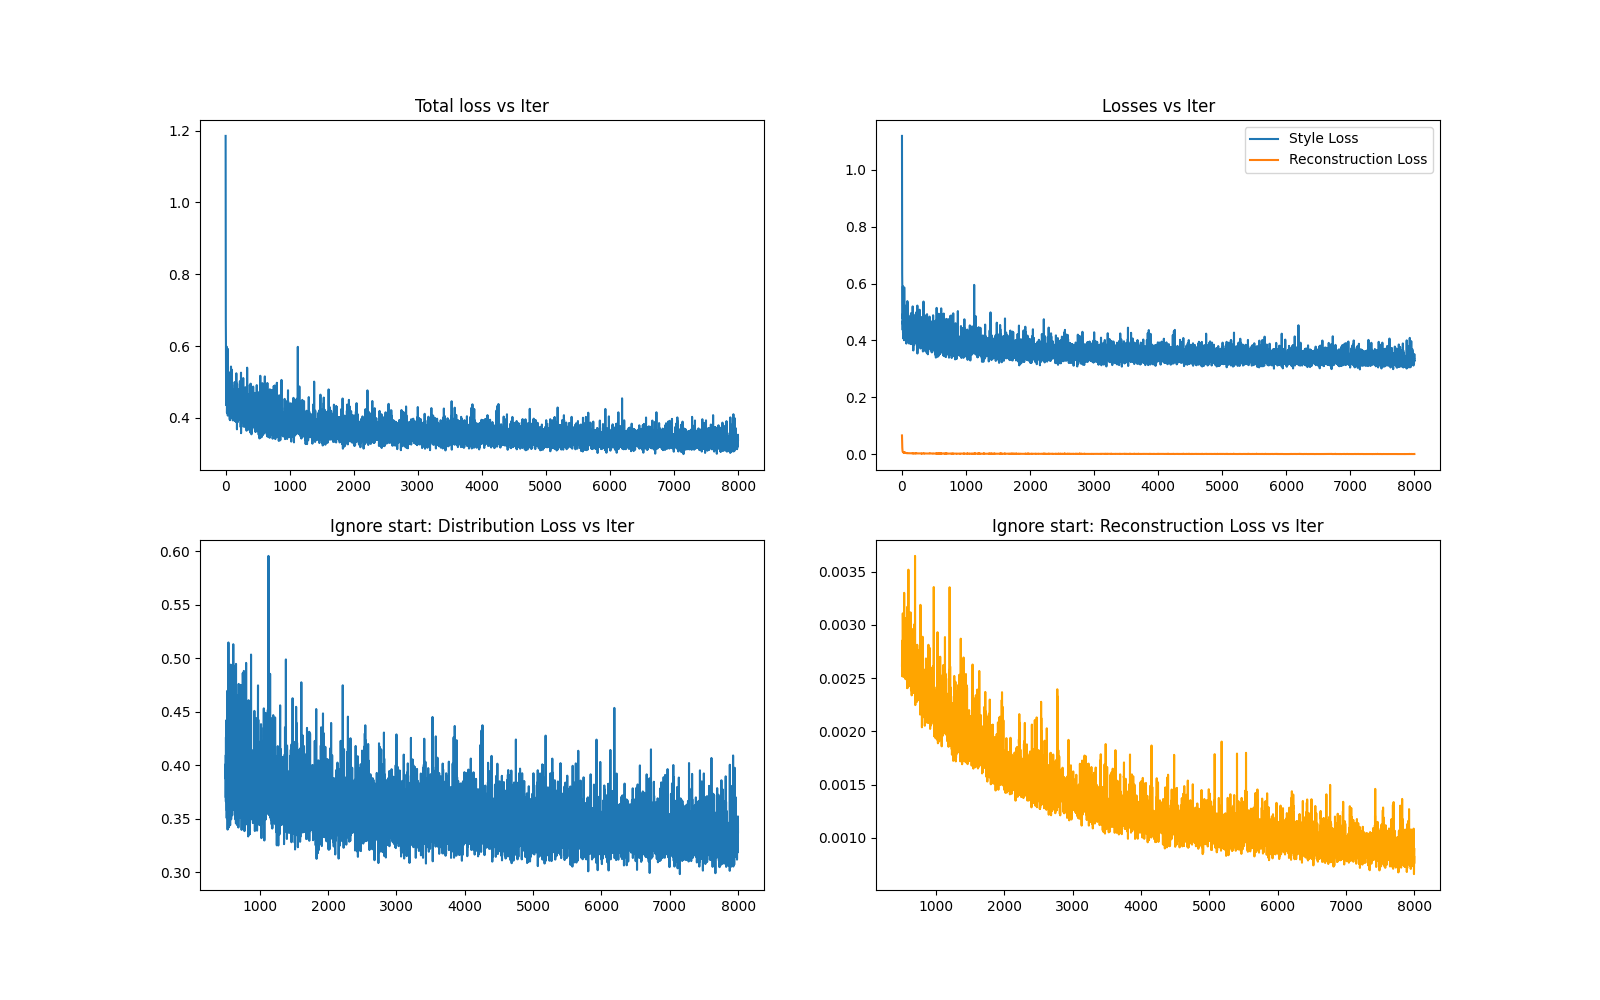 Total loss vs Iter
1.2
1.0
0.8
0.6
0.4
0 1000 2000 3000 4000 5000 6000 7000 8000
Losses vs Iter
Style Loss
Reconstruction Loss
1.0
0.8
0.6
0.4
0.2
0.0
0 1000 2000 3000 4000 5000 6000 7000 8000
Ignore start: Distribution Loss vs Iter
0.60
0.55
0.50
0.45
0.40
0.35
0.30
1000 2000 3000 4000 5000 6000 7000 8000
Ignore start: Reconstruction Loss vs Iter
0.0035
0.0030
0.0025
0.0020
0.0015
0.0010
1000 2000 3000 4000 5000 6000 7000 8000